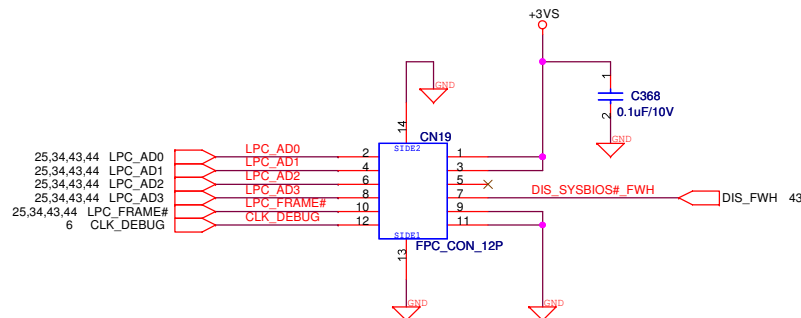 +3VS
GND
1
C368
0.1uF/10V
2
GND
14
CN19
SIDE2
25,34,43,44 LPC_AD0 LPC_AD0 2 1
25,34,43,44 LPC_AD1 LPC_AD1 4 3
25,34,43,44 LPC_AD2 LPC_AD2 6 5
25,34,43,44 LPC_AD3 LPC_AD3 8 7 DIS_SYSBIOS#_FWH DIS_FWH 43
25,34,43,44 LPC_FRAME# LPC_FRAME# 10 9
6 CLK_DEBUG CLK_DEBUG 12 11
SIDE1
FPC_CON_12P
13
GND
GND